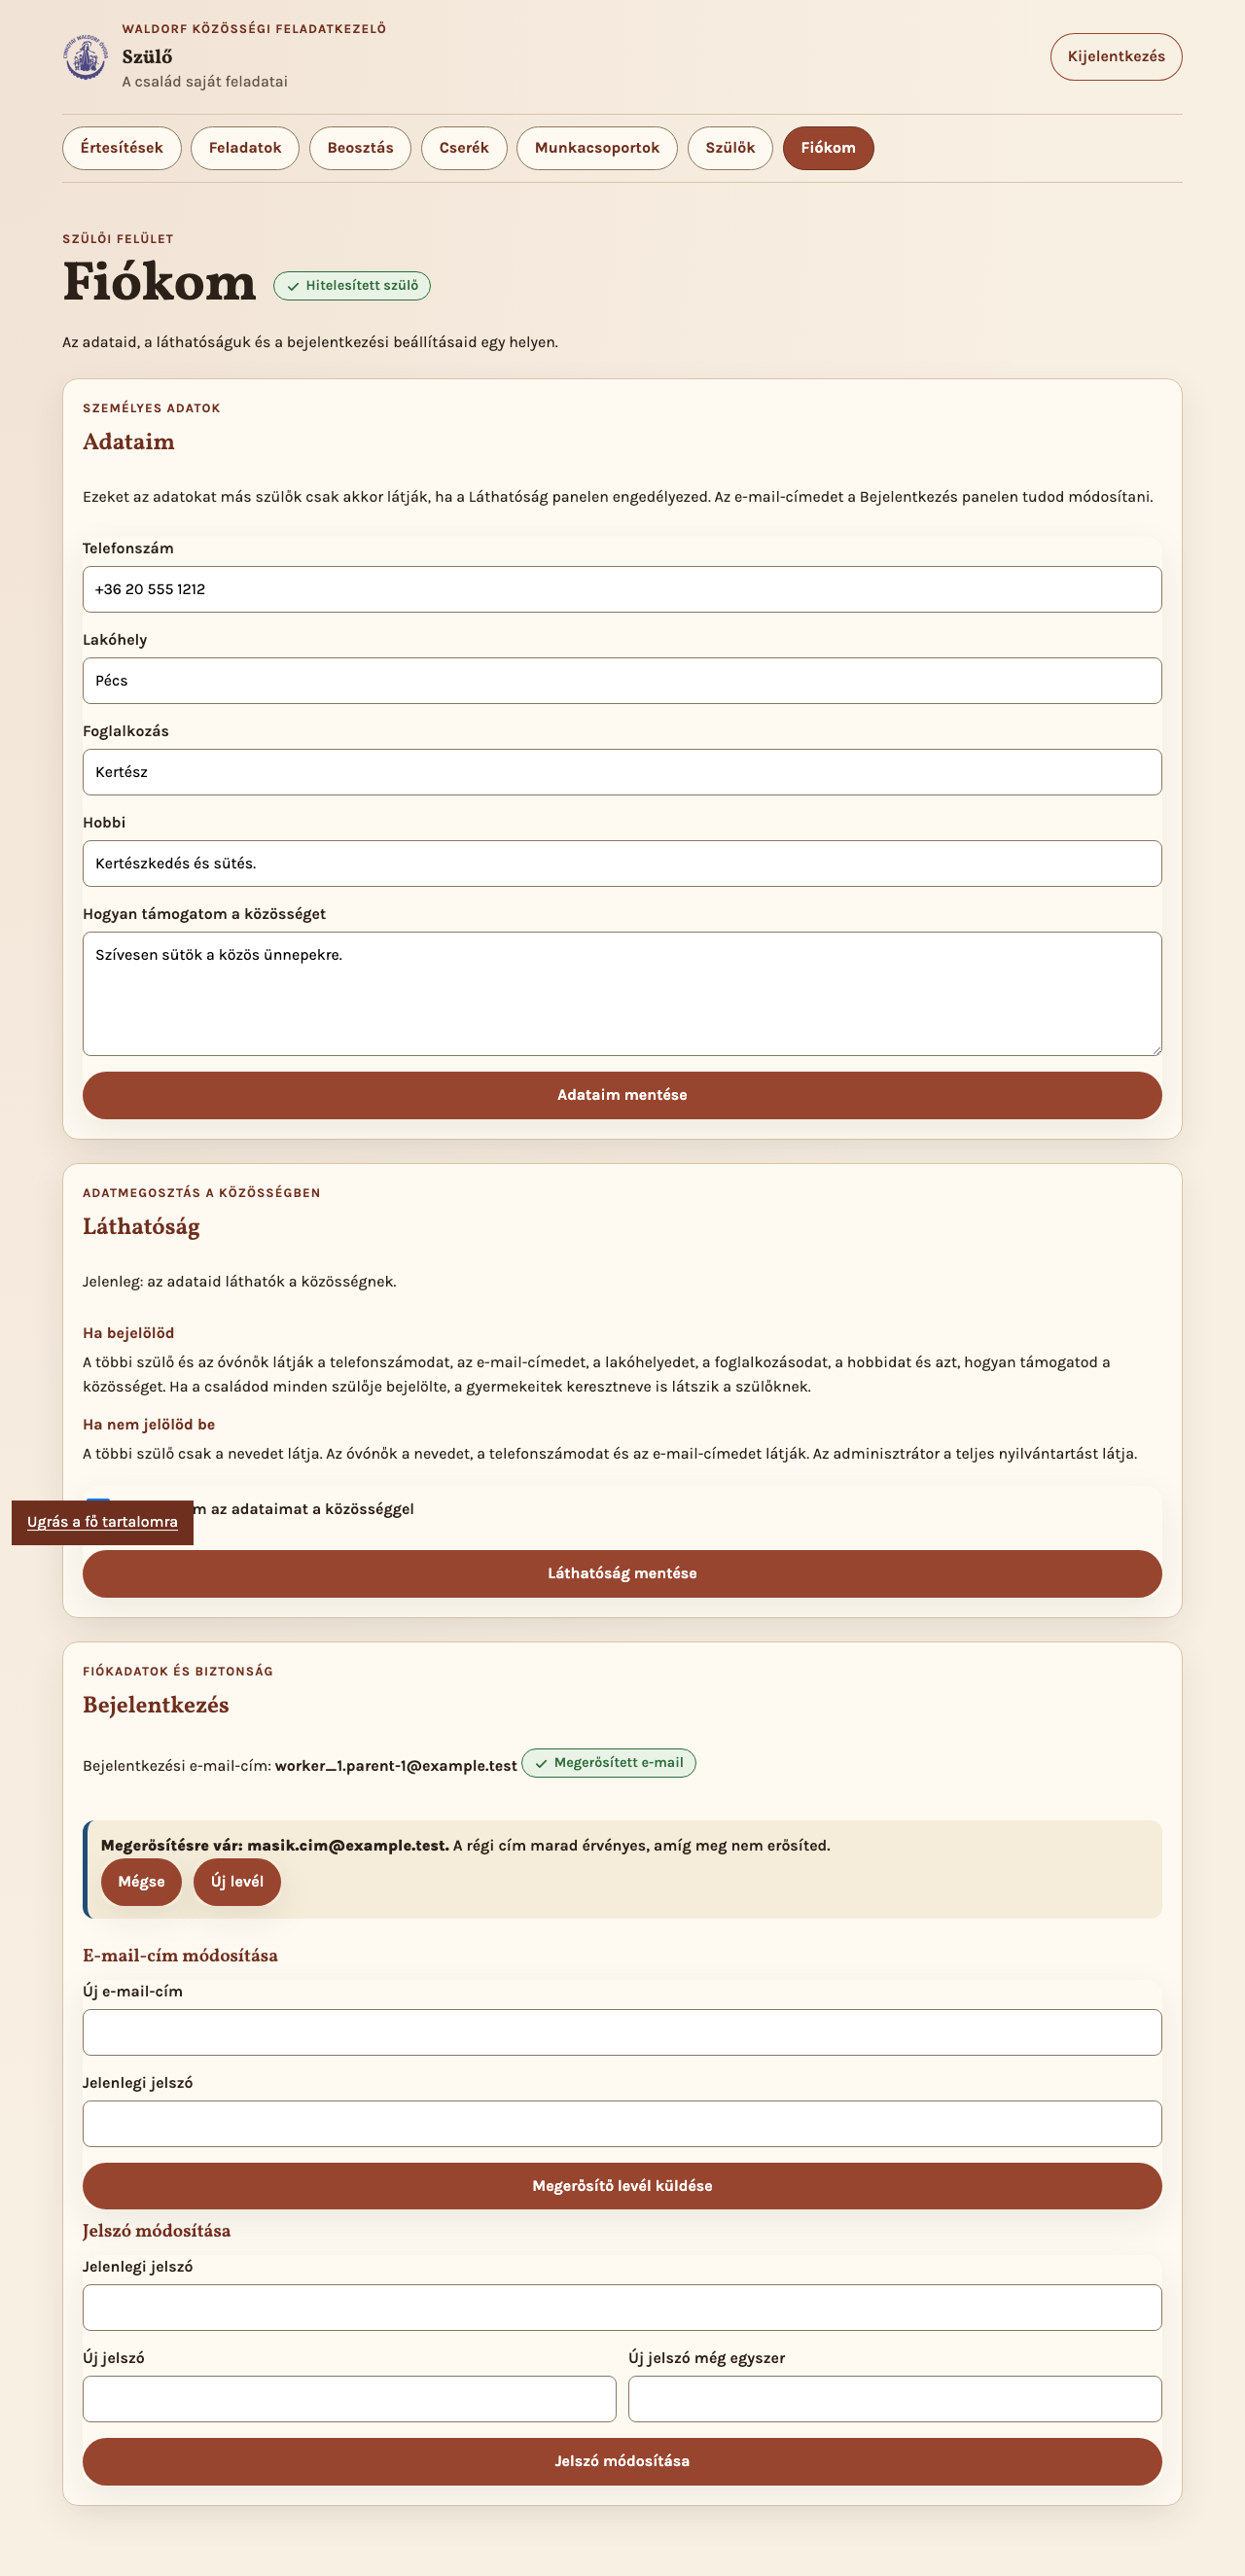 WALDORF KÖZÖSSÉGI FELADATKEZELŐ
Szülő
A család saját feladatai
Kijelentkezés
Értesítések
Feladatok
Beosztás
Cserék
Munkacsoportok
Szülők
Fiókom
SZÜLŐI FELÜLET
Fiókom
Hitelesített szülő
Az adataid, a láthatóságuk és a bejelentkezési beállításaid egy helyen.
SZEMÉLYES ADATOK
Adataim
Ezeket az adatokat más szülők csak akkor látják, ha a Láthatóság panelen engedélyezed. Az e-mail-címedet a Bejelentkezés panelen tudod módosítani.
Telefonszám
+36 20 555 1212
Lakóhely
Pécs
Foglalkozás
Kertész
Hobbi
Kertészkedés és sütés.
Hogyan támogatom a közösséget
Szívesen sütök a közös ünnepekre.
Adataim mentése
ADATMEGOSZTÁS A KÖZÖSSÉGBEN
Láthatóság
Jelenleg: az adataid láthatók a közösségnek.
Ha bejelölöd
A többi szülő és az óvónők látják a telefonszámodat, az e-mail-címedet, a lakóhelyedet, a foglalkozásodat, a hobbidat és azt, hogyan támogatod a
közösséget. Ha a családod minden szülője bejelölte, a gyermekeitek keresztneve is látszik a szülőknek.
Ha nem jelölöd be
A többi szülő csak a nevedet látja. Az óvónők a nevedet, a telefonszámodat és az e-mail-címedet látják. Az adminisztrátor a teljes nyilvántartást látja.
az adataimat a közösséggel
Ugrás a fő tartalomra
Láthatóság mentése
FIÓKADATOK ÉS BIZTONSÁG
Bejelentkezés
Bejelentkezési e-mail-cím: worker_1.parent-1@example.test
Megerősített e-mail
Megerősítésre vár: masik.cim@example.test. A régi cím marad érvényes, amíg meg nem erősíted.
Mégse
Új levél
E-mail-cím módosítása
Új e-mail-cím
Jelenlegi jelszó
Megerősítő levél küldése
Jelszó módosítása
Jelenlegi jelszó
Új jelszó
Új jelszó még egyszer
Jelszó módosítása